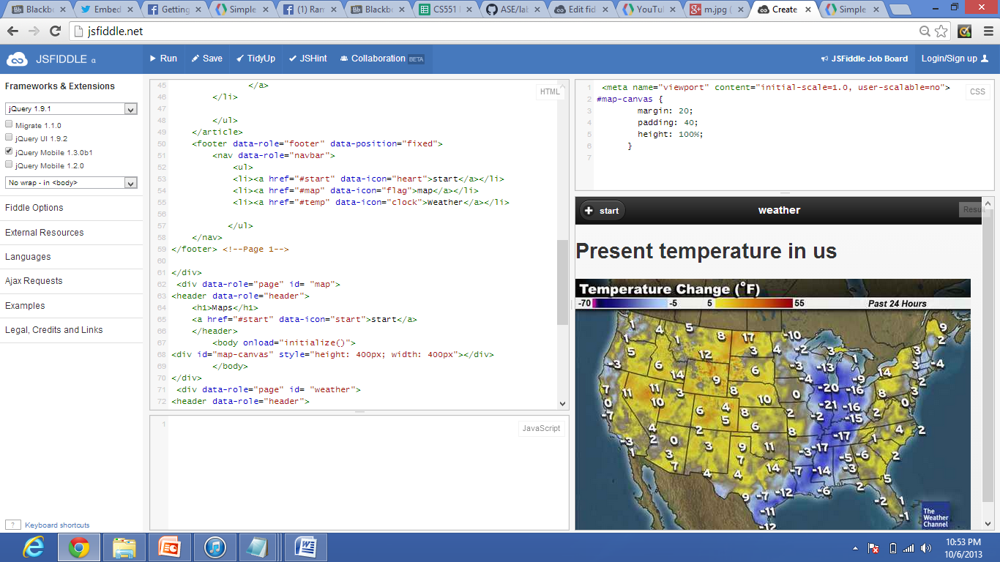 Blackbo
Embed
Getting
Simple
(1) Ram
Blackbo
CS551
ASE/lab
Edit fid
YouTu
m.jpg (
Create
Simple
jsfiddle.net
JSFIDDLE α
Run
Save
TidyUp
JSHint
Collaboration BETA
JSFiddle Job Board
Login/Sign up
Frameworks & Extensions
jQuery 1.9.1
Migrate 1.1.0
jQuery UI 1.9.2
jQuery Mobile 1.3.0b1
jQuery Mobile 1.2.0
No wrap - in <body>
Fiddle Options
External Resources
Languages
Ajax Requests
Examples
Legal, Credits and Links
? Keyboard shortcuts
HTML
45 </a>
46 </li>
47
48 </ul>
49 </article>
50 <footer data-role="footer" data-position="fixed">
51 <nav data-role="navbar">
52 <ul>
53 <li><a href="#start" data-icon="heart">start</a></li>
54 <li><a href="#map" data-icon="flag">map</a></li>
55 <li><a href="#temp" data-icon="clock">Weather</a></li>
56
57 </ul>
58 </nav>
59 </footer> <!--Page 1-->
60
61 </div>
62 <div data-role="page" id= "map">
63 <header data-role="header">
64 <h1>Maps</h1>
65 <a href="#start" data-icon="start">start</a>
66 </header>
67 <body onload="initialize()">
68 <div id="map-canvas" style="height: 400px; width: 400px"></div>
69 </body>
70 </div>
71 <div data-role="page" id= "weather">
72 <header data-role="header">
1
JavaScript
CSS
1 <meta name="viewport" content="initial-scale=1.0, user-scalable=no">
2 #map-canvas {
3 margin: 20;
4 padding: 40;
5 height: 100%;
6 }
7
start
weather
Result
Present temperature in us
Temperature Change (°F)
-70 -5 5 55 Past 24 Hours
The
Weather
Channel
10:53 PM
10/6/2013